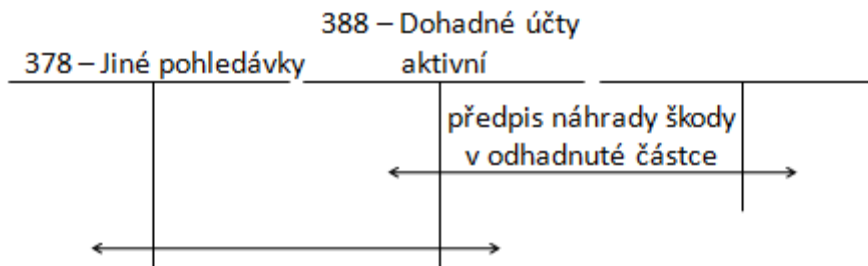 388 – Dohadné účty
378 – Jiné pohledávky
aktivní
předpis náhrady škody
v odhadnuté částce